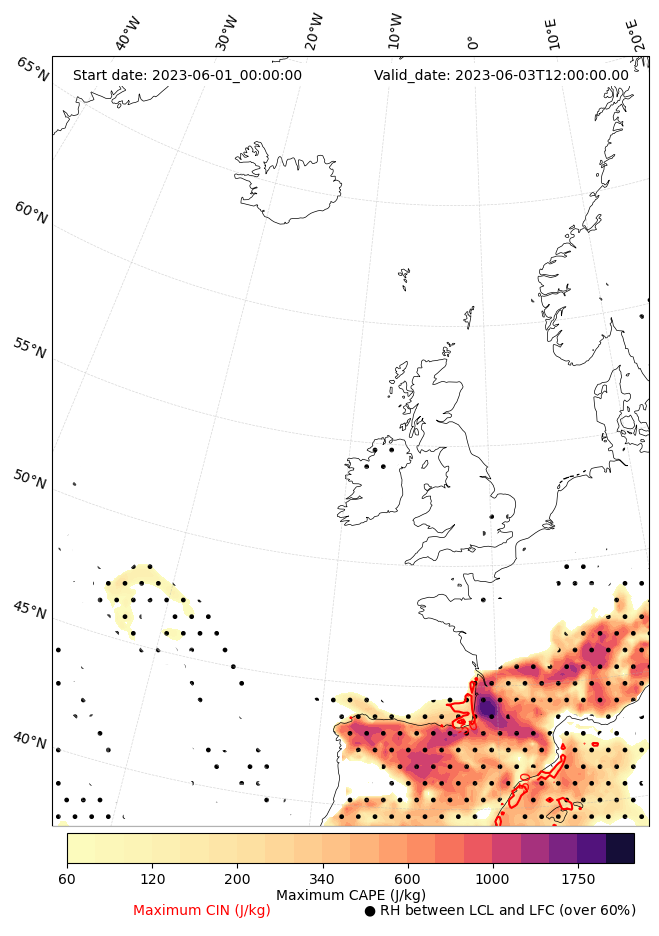 40°W 30°W 20°W 10°W 0° 10°E 20°E
65°N
Start date: 2023-06-01_00:00:00 Valid_date: 2023-06-03T12:00:00.00
60°N
55°N
50°N
45°N
40°N
60 120 200 340 600 1000 1750
Maximum CAPE (J/kg)
Maximum CIN (J/kg) ● RH between LCL and LFC (over 60%)